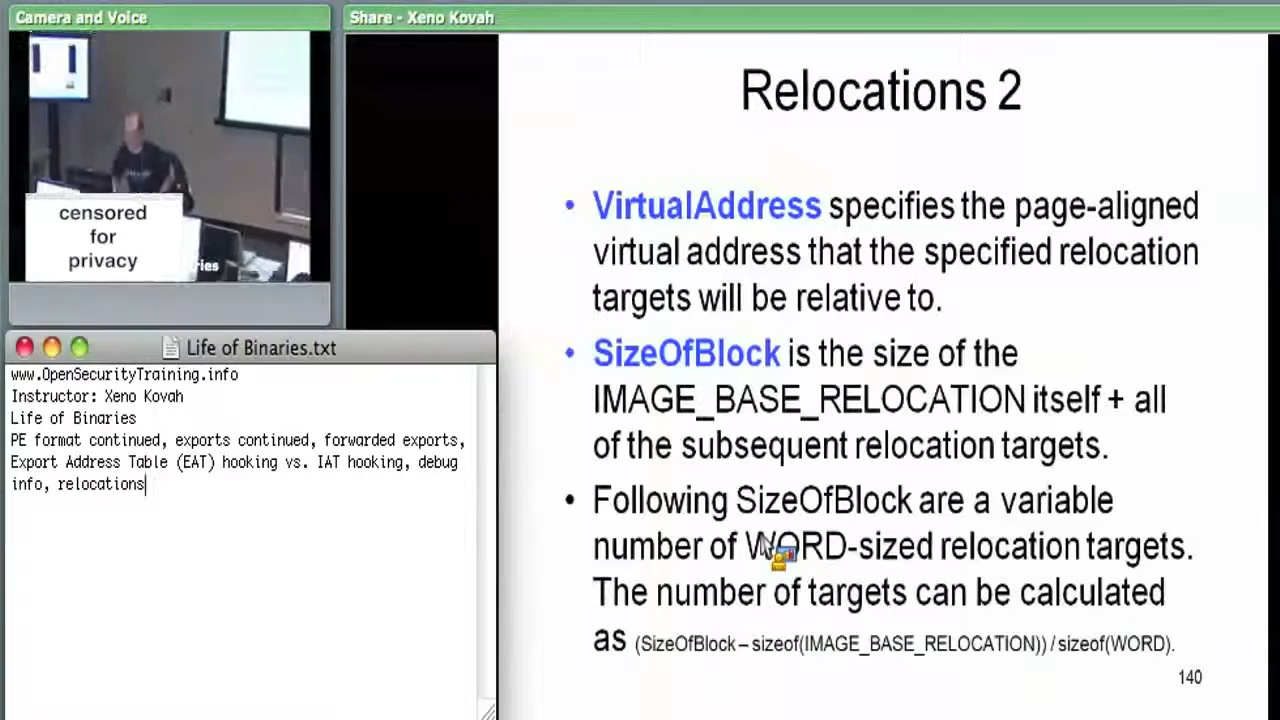 Camera and Voice
censored
for
privacy
ries
Life of Binaries.txt
www.OpenSecurityTraining.info
Instructor: Xeno Kovah
Life of Binaries
PE format continued, exports continued, forwarded exports,
Export Address Table (EAT) hooking vs. IAT hooking, debug
info, relocations
Share - Xeno Kovah
Relocations 2
• VirtualAddress specifies the page-aligned
virtual address that the specified relocation
targets will be relative to.
• SizeOfBlock is the size of the
IMAGE_BASE_RELOCATION itself + all
of the subsequent relocation targets.
• Following SizeOfBlock are a variable
number of WORD-sized relocation targets.
The number of targets can be calculated
as (SizeOfBlock – sizeof(IMAGE_BASE_RELOCATION)) / sizeof(WORD).
140